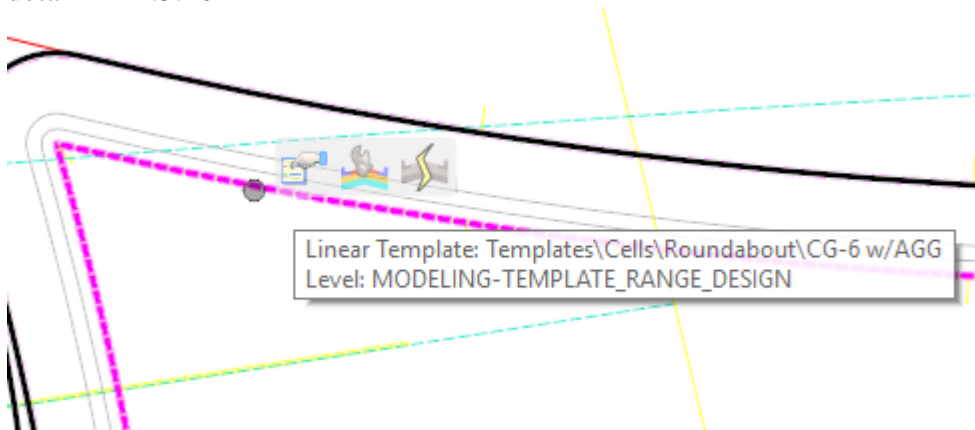 Linear Template: Templates\Cells\Roundabout\CG-6 w/AGG
Level: MODELING-TEMPLATE_RANGE_DESIGN